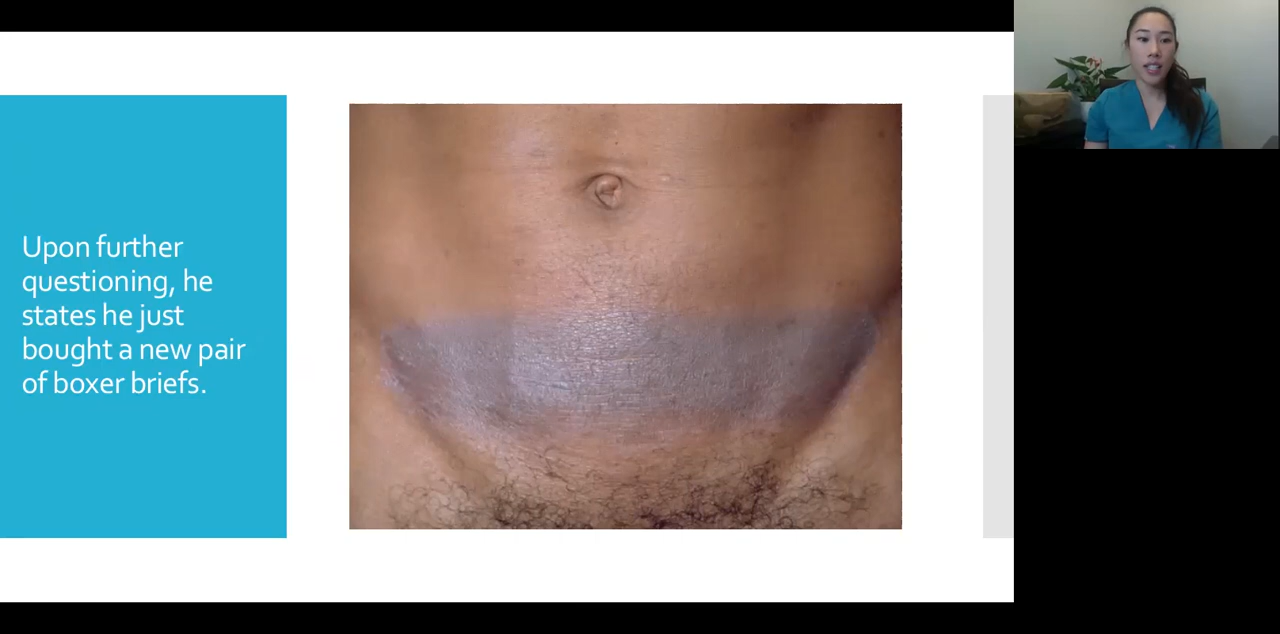 Upon further
questioning, he
states he just
bought a new pair
of boxer briefs.